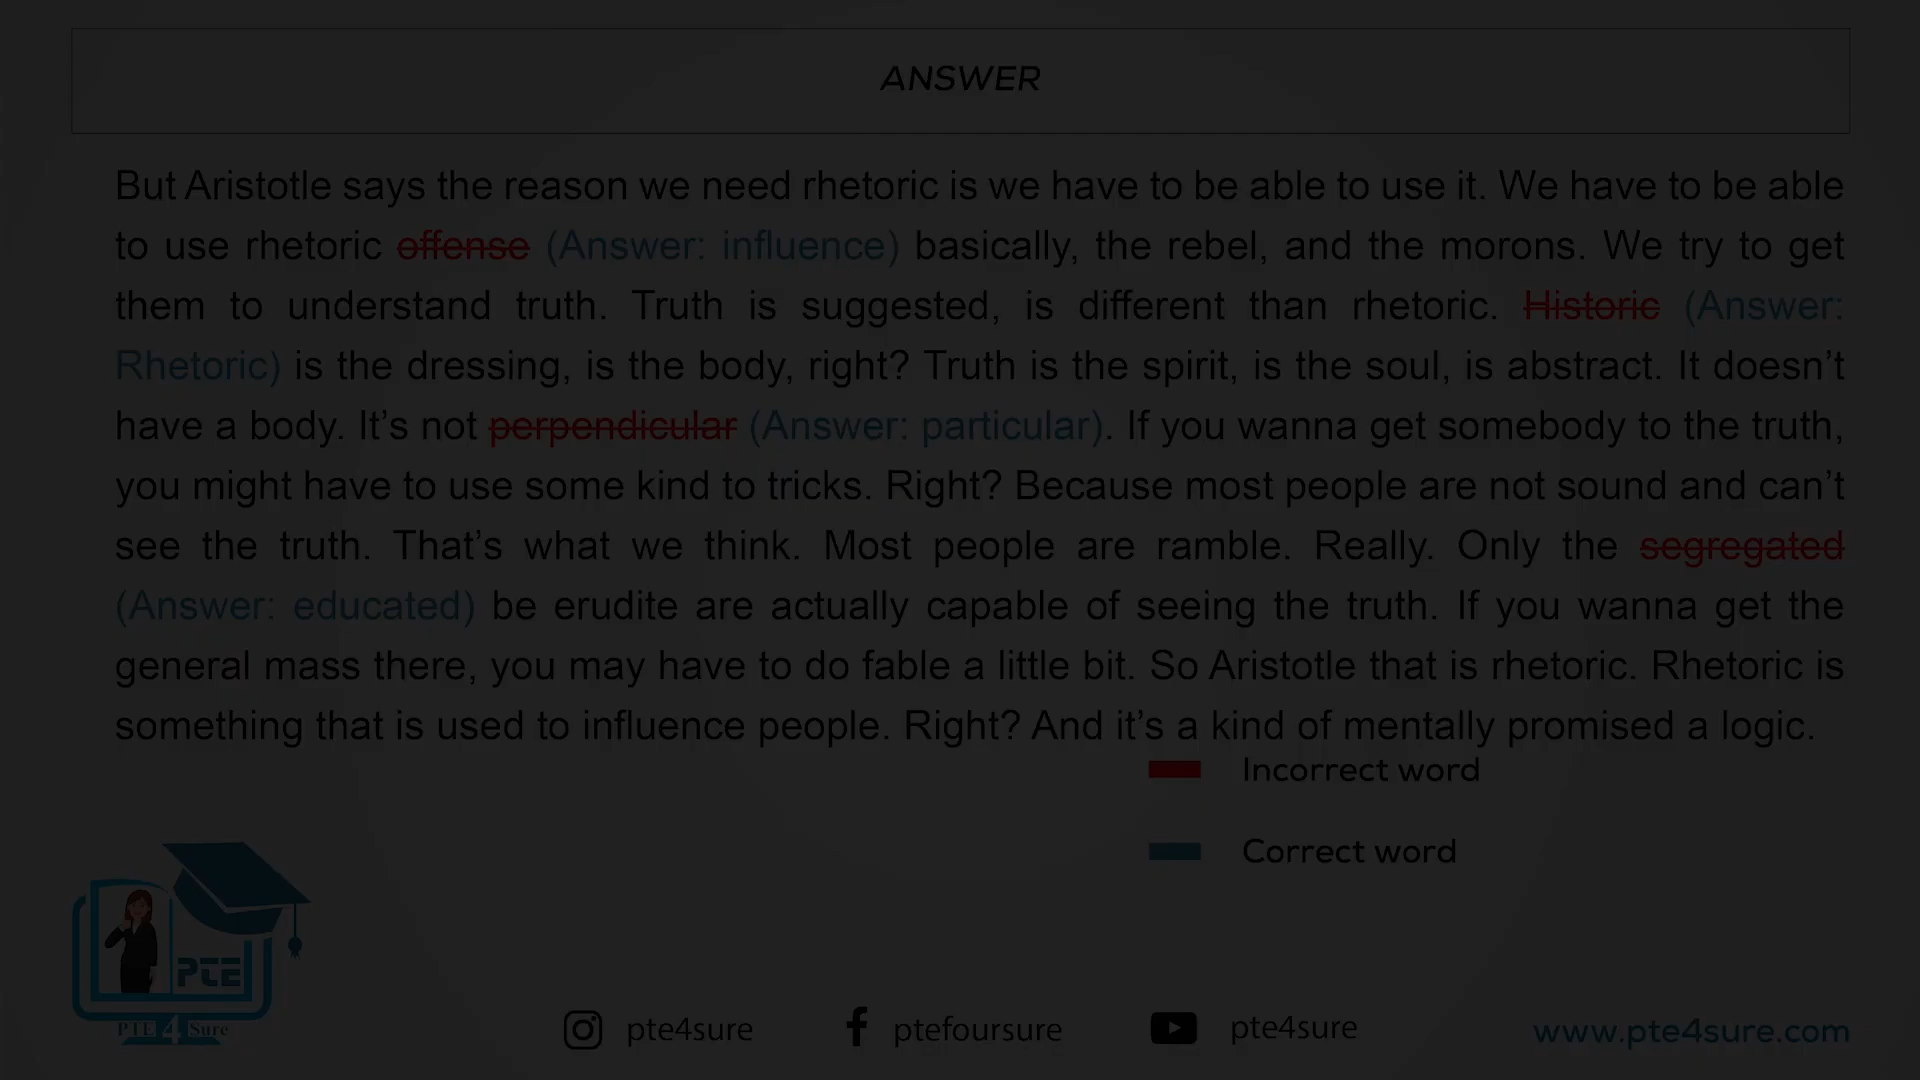 ANSWER
But Aristotle says the reason we need rhetoric is we have to be able to use it. We have to be able
to use rhetoric offense (Answer: influence) basically, the rebel, and the morons. We try to get
them to understand truth. Truth is suggested, is different than rhetoric. Historic (Answer:
Rhetoric) is the dressing, is the body, right? Truth is the spirit, is the soul, is abstract. It doesn’t
have a body. It’s not perpendicular (Answer: particular). If you wanna get somebody to the truth,
you might have to use some kind to tricks. Right? Because most people are not sound and can’t
see the truth. That’s what we think. Most people are ramble. Really. Only the segregated
(Answer: educated) be erudite are actually capable of seeing the truth. If you wanna get the
general mass there, you may have to do fable a little bit. So Aristotle that is rhetoric. Rhetoric is
something that is used to influence people. Right? And it’s a kind of mentally promised a logic.
Incorrect word
Correct word
PTE
PTE 4 Sure
pte4sure
ptefoursure
pte4sure
www.pte4sure.com